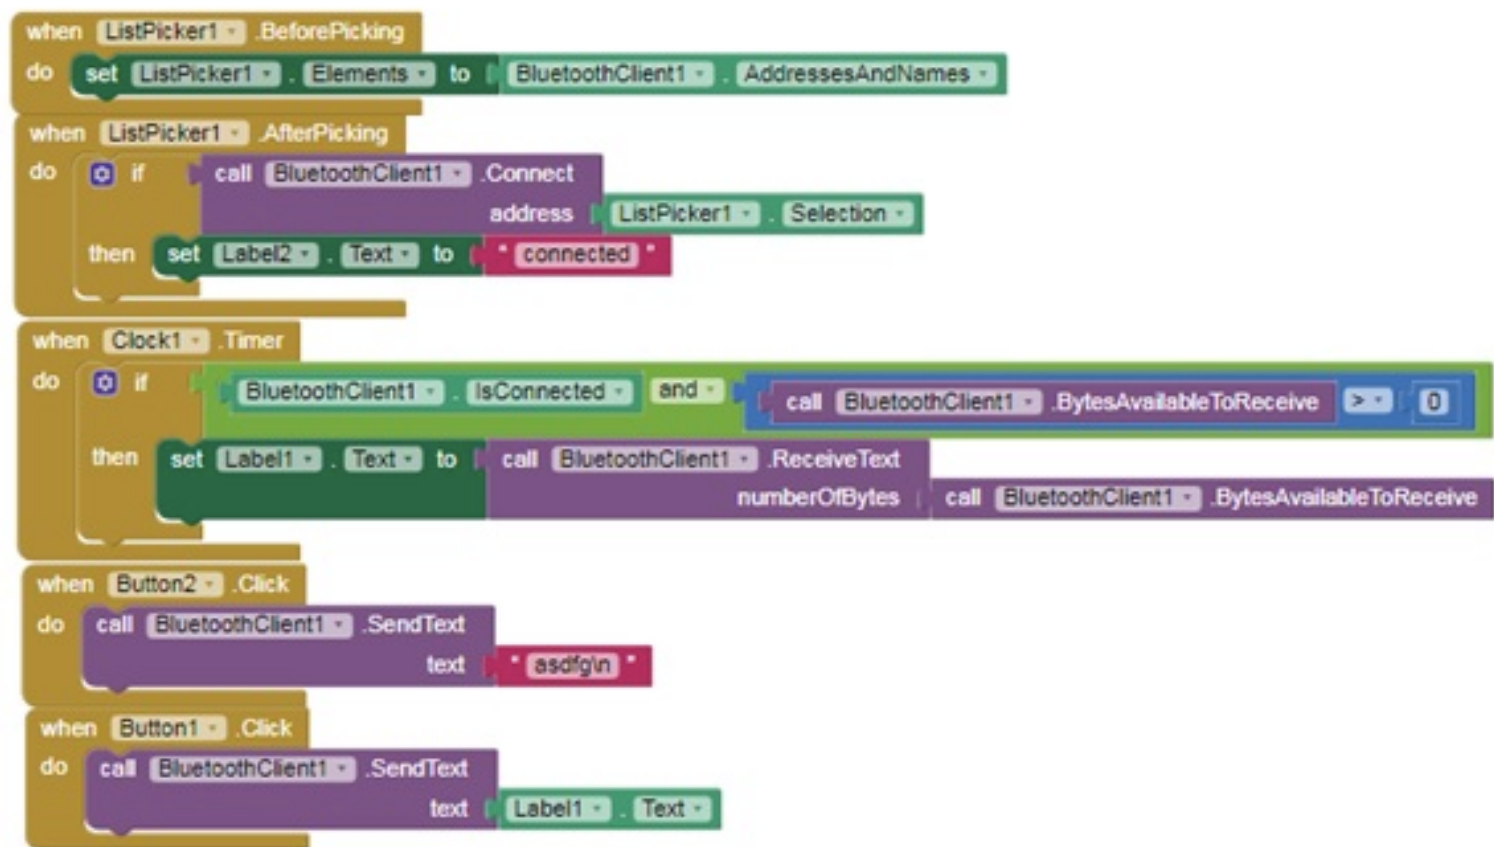 when ListPicker1 .BeforePicking
do set ListPicker1 . Elements to BluetoothClient1 . AddressesAndNames
when ListPicker1 .AfterPicking
do if call BluetoothClient1 .Connect
address ListPicker1 . Selection
then set Label2 . Text to " connected "
when Clock1 .Timer
do if BluetoothClient1 . IsConnected and call BluetoothClient1 .BytesAvailableToReceive > 0
then set Label1 . Text to call BluetoothClient1 .ReceiveText
numberOfBytes call BluetoothClient1 .BytesAvailableToReceive
when Button2 .Click
do call BluetoothClient1 .SendText
text " asdfg\n "
when Button1 .Click
do call BluetoothClient1 .SendText
text Label1 . Text